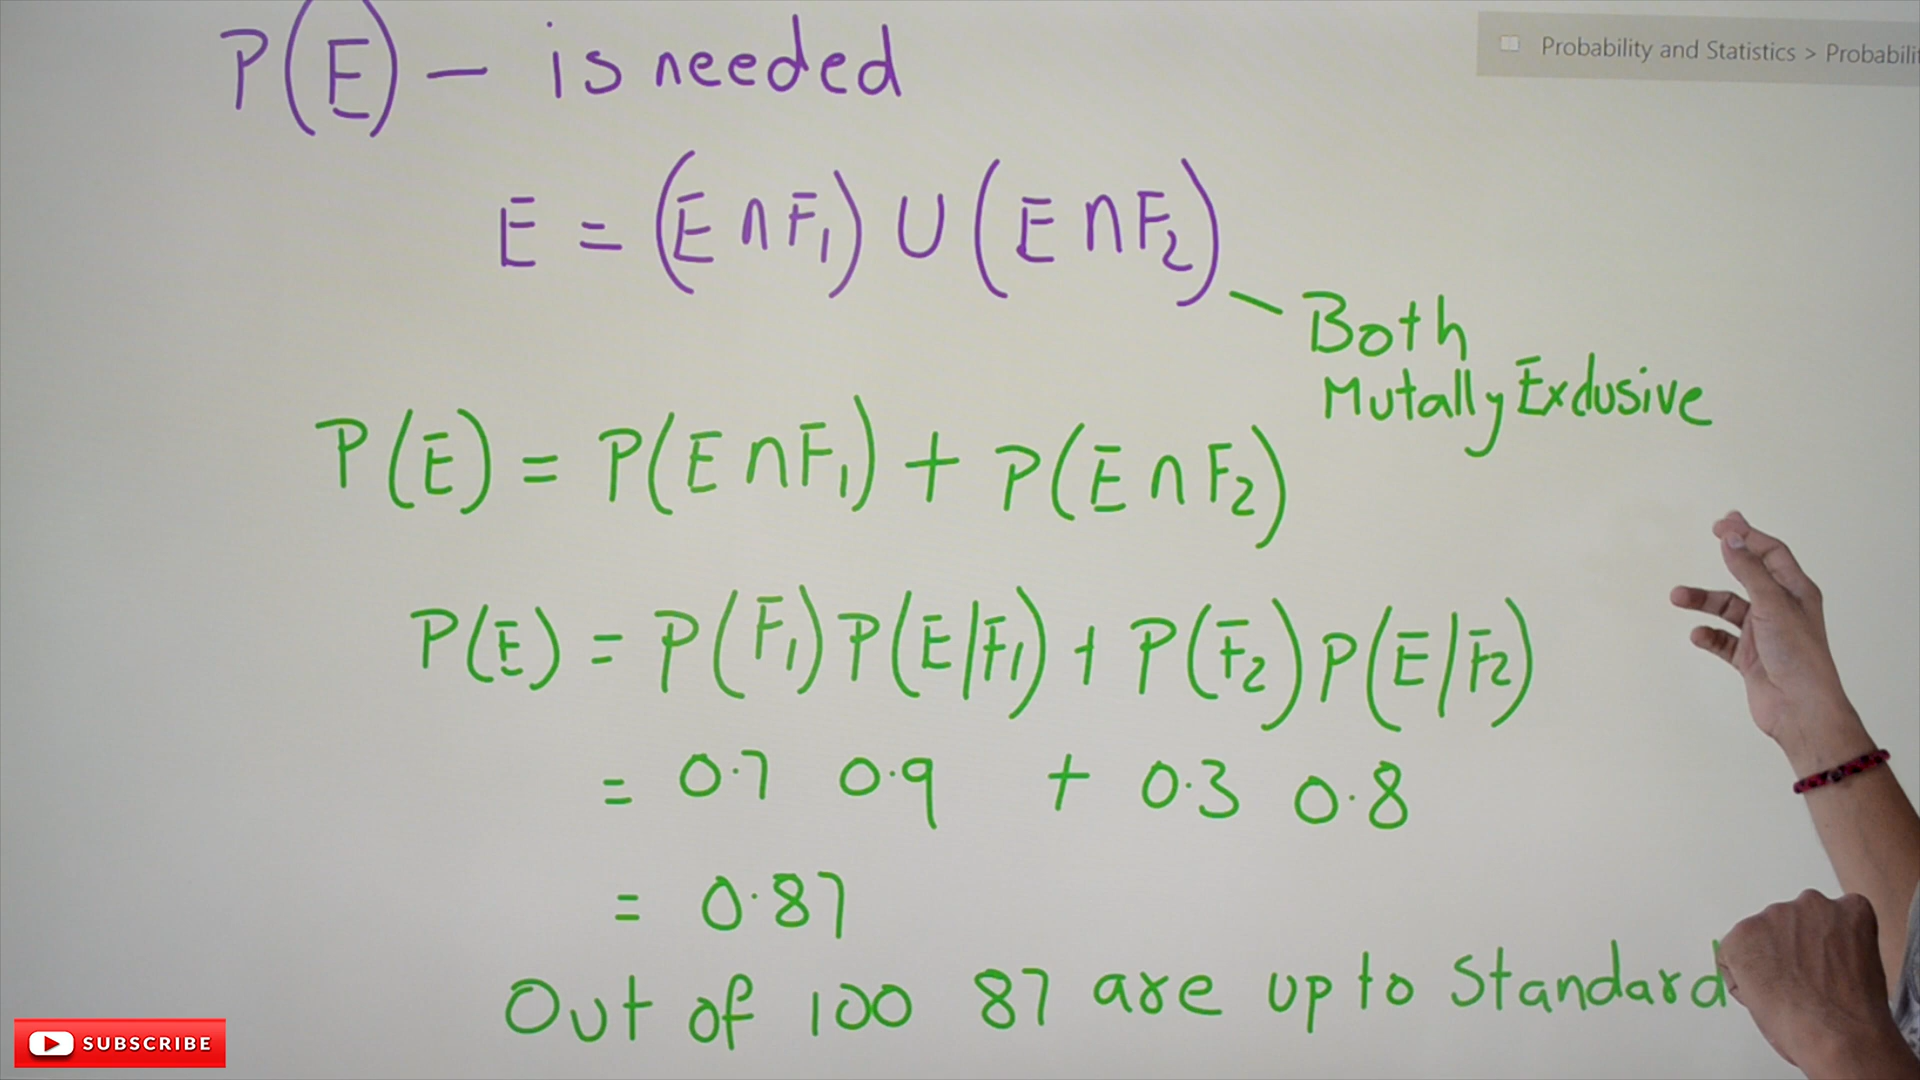 P(E) — is needed
Probability and Statistics > Probabilit
E = (E ∩ F₁) ∪ (E ∩ F₂)
Both
Mutally Exclusive
P(E) = P(E ∩ F₁) + P(E ∩ F₂)
P(E) = P(F₁) P(E|F₁) + P(F₂) P(E|F₂)
= 0.7 0.9 + 0.3 0.8
= 0.87
Out of 100 87 are up to Standard
SUBSCRIBE